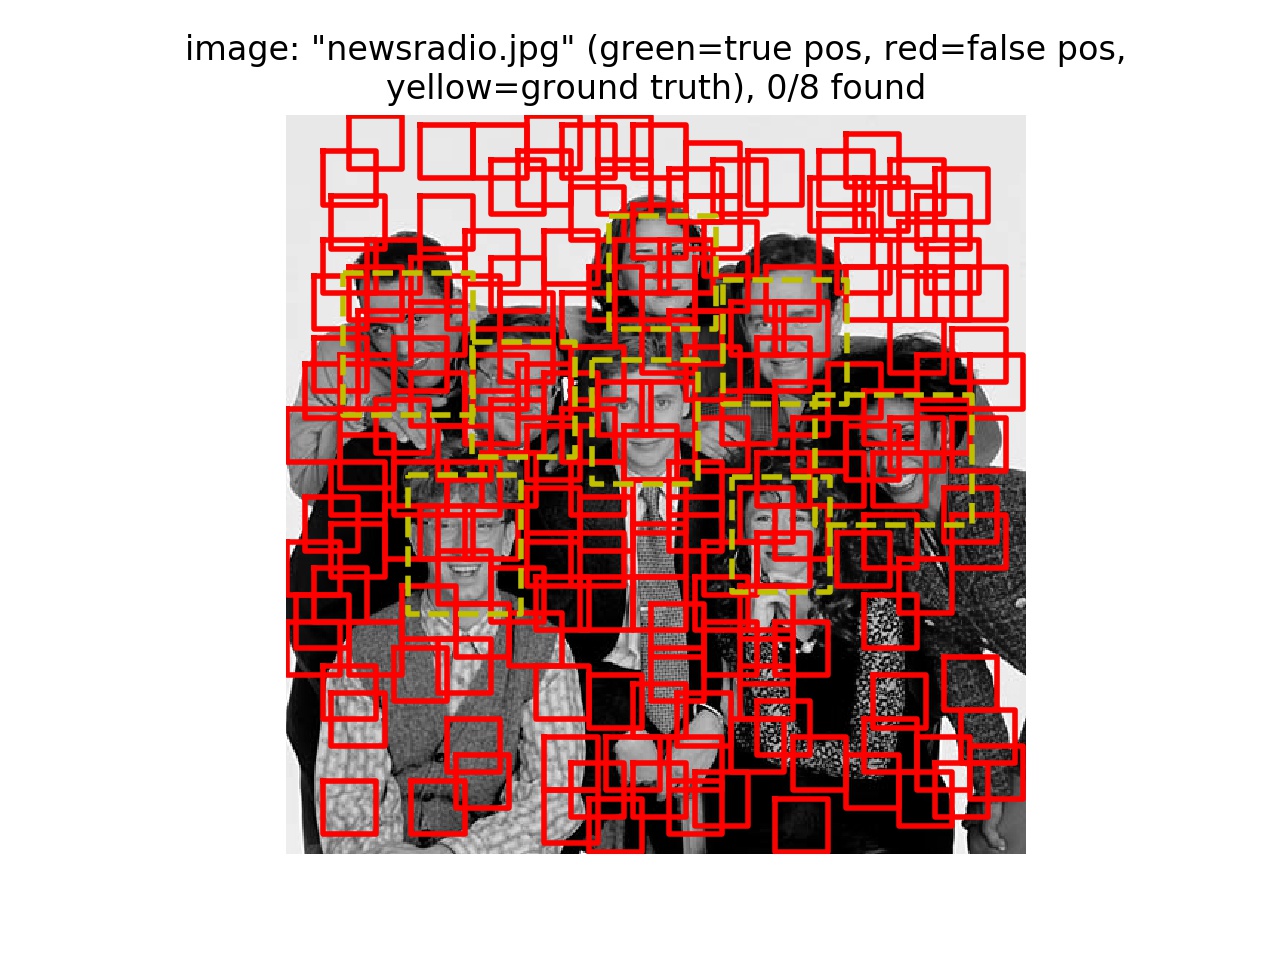 image: "newsradio.jpg" (green=true pos, red=false pos,
yellow=ground truth), 0/8 found